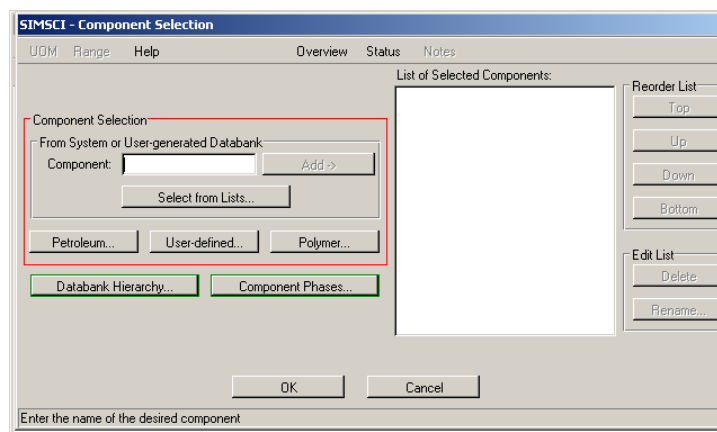 SIMSCI - Component Selection
UOM Range Help Overview Status Notes
List of Selected Components:
Reorder List
Top
Up
Down
Bottom
Component Selection
From System or User-generated Databank
Component: Add ->
Select from Lists...
Petroleum... User-defined... Polymer...
Databank Hierarchy... Component Phases...
Edit List
Delete
Rename...
OK Cancel
Enter the name of the desired component